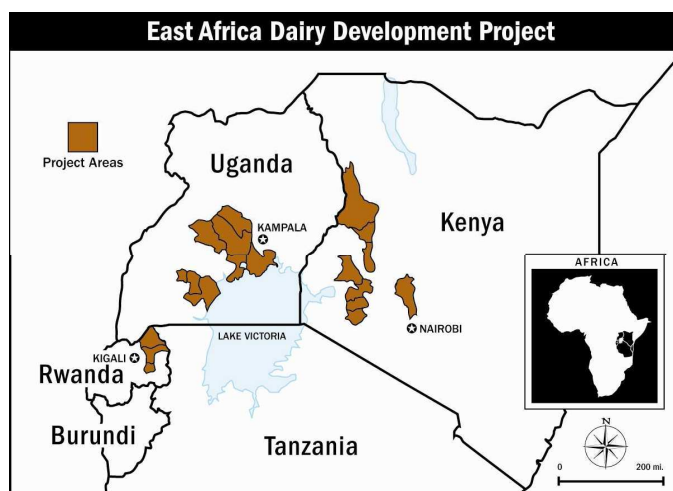 East Africa Dairy Development Project
Project Areas
Uganda
KAMPALA
Kenya
AFRICA
NAIROBI
LAKE VICTORIA
KIGALI
Rwanda
Burundi
Tanzania
N
0 200 mi.